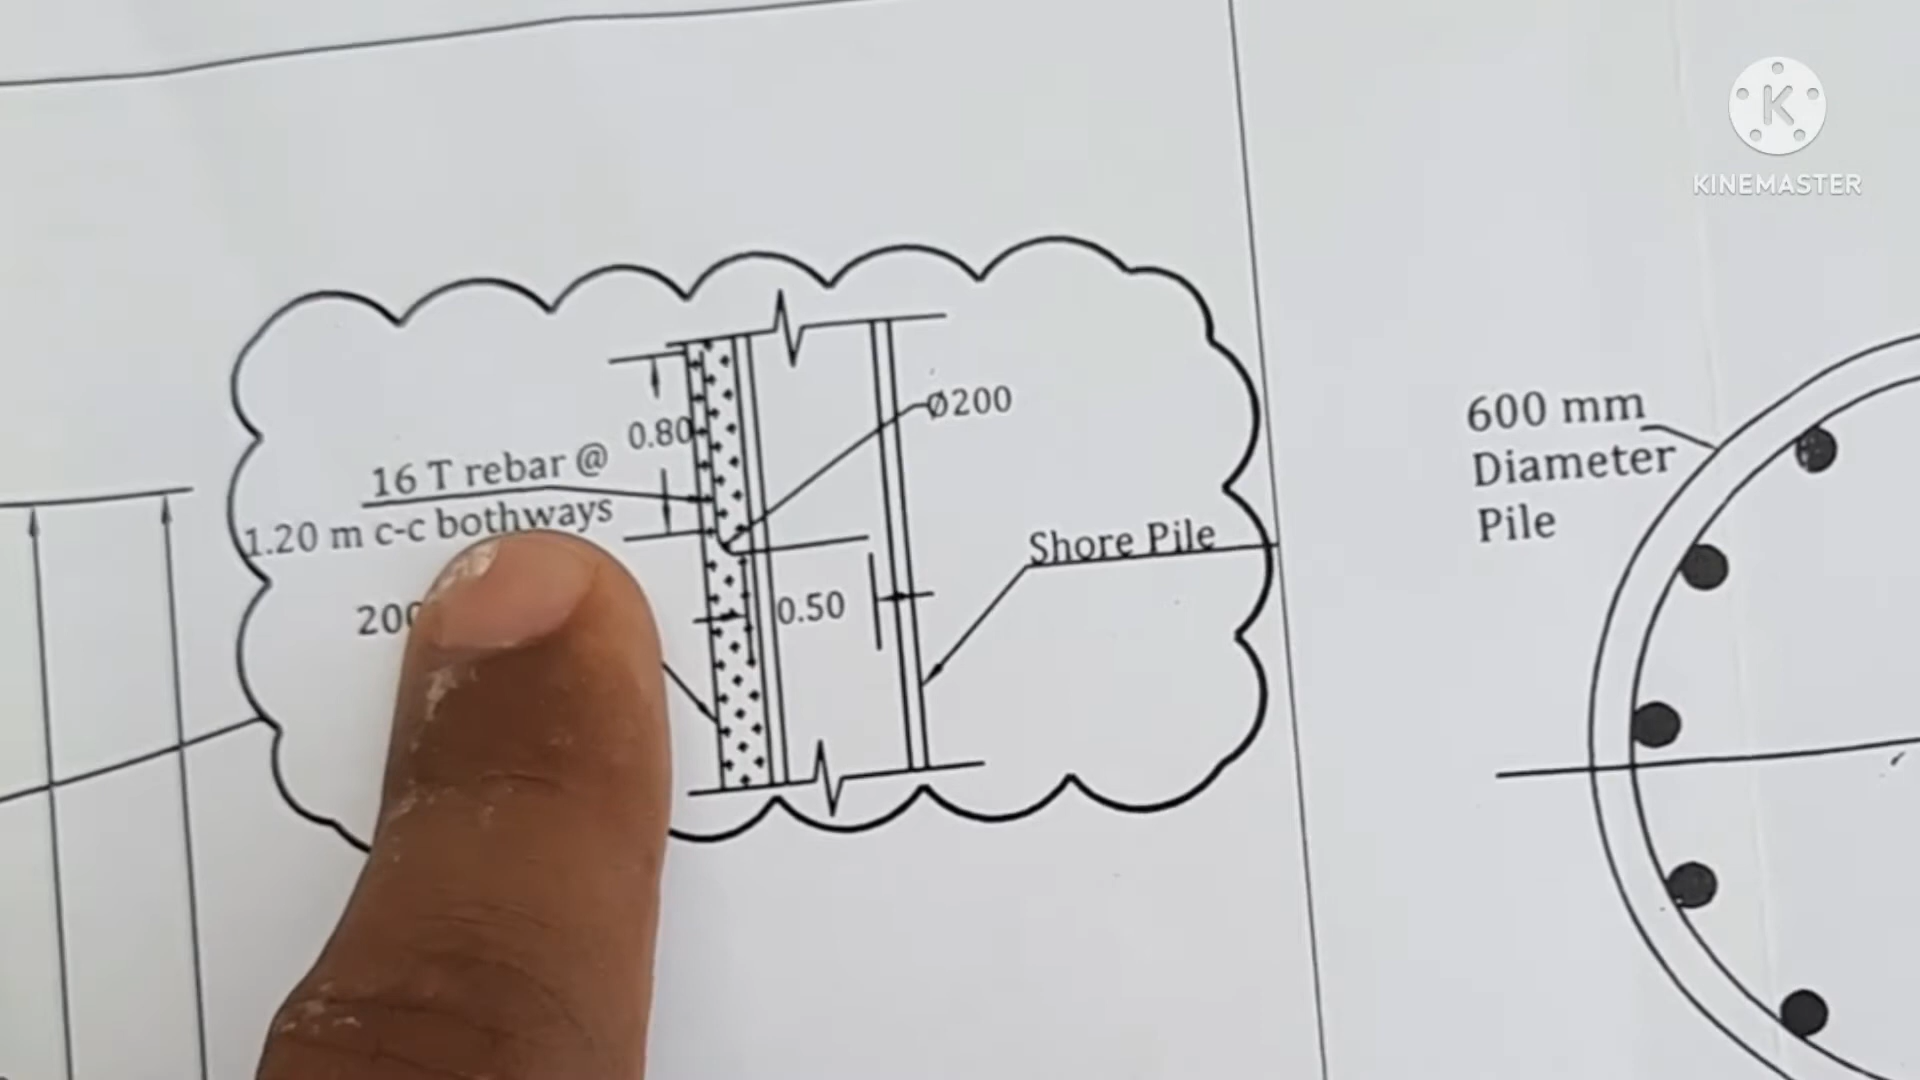 KINEMASTER
0.80
Ø200
16 T rebar @
1.20 m c-c bothways
Shore Pile
0.50
600 mm
Diameter
Pile